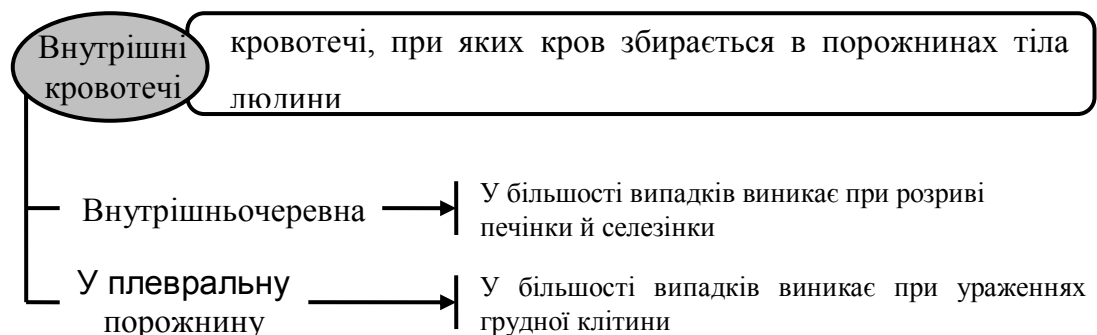 Внутрішні
кровотечі
кровотечі, при яких кров збирається в порожнинах тіла
людини
Внутрішньочеревна
У більшості випадків виникає при розриві
печінки й селезінки
У плевральну
порожнину
У більшості випадків виникає при ураженнях
грудної клітини